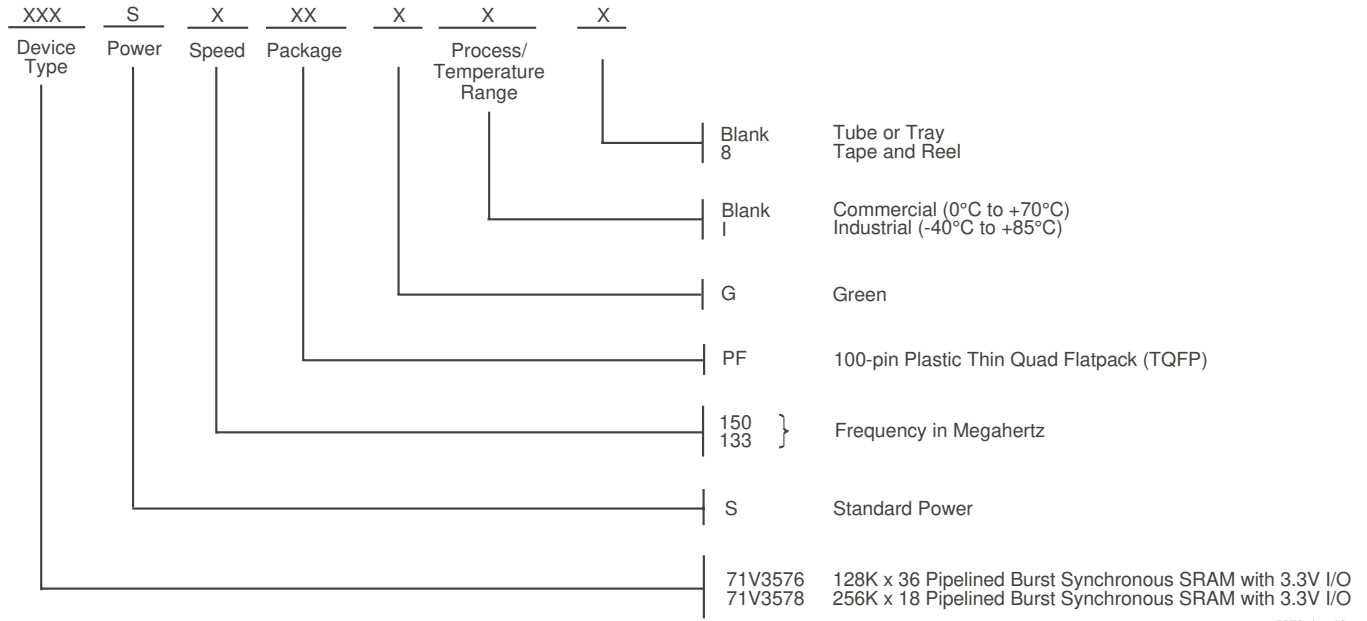 XXX S X XX X X X
Device Type Power Speed Package Process/ Temperature Range
Blank Tube or Tray
8 Tape and Reel
Blank Commercial (0°C to +70°C)
I Industrial (-40°C to +85°C)
G Green
PF 100-pin Plastic Thin Quad Flatpack (TQFP)
150
133 } Frequency in Megahertz
S Standard Power
71V3576 128K x 36 Pipelined Burst Synchronous SRAM with 3.3V I/O
71V3578 256K x 18 Pipelined Burst Synchronous SRAM with 3.3V I/O